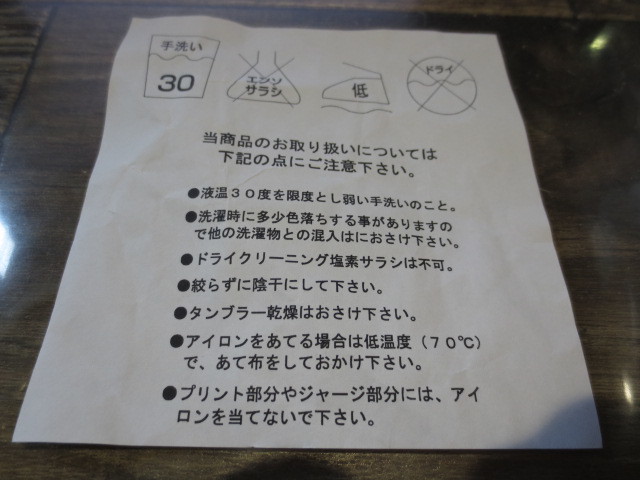 手洗い
30
エンソ
サラシ
低
ドライ
当商品のお取り扱いについては
下記の点にご注意下さい。
●液温30度を限度とし弱い手洗いのこと。
●洗濯時に多少色落ちする事がありますの
で他の洗濯物との混入はにおさけ下さい。
●ドライクリーニング塩素サラシは不可。
●絞らずに陰干にして下さい。
●タンブラー乾燥はおさけ下さい。
●アイロンをあてる場合は低温度（70℃）
で、あて布をしておかけ下さい。
●プリント部分やジャージ部分には、アイ
ロンを当てないで下さい。